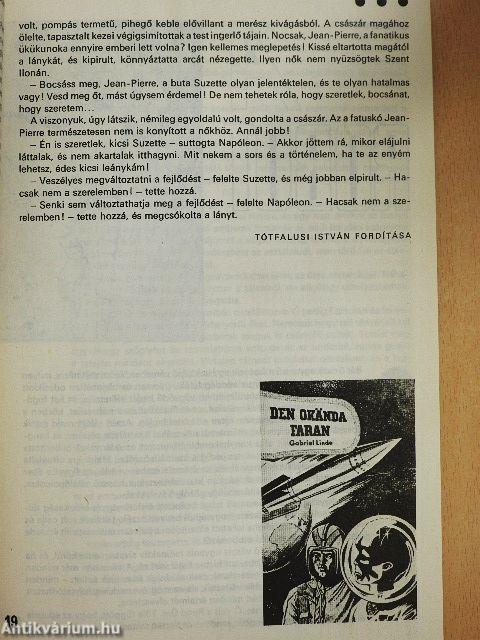 volt, pompás termetű, pihegő keble elővillant a merész kivágásból. A császár magához
ölelte, tapasztalt kezei végigsimítottak a test ingerlő tájain. Nocsak, Jean-Pierre, a fanatikus
ükükunoka ennyire emberi lett volna? Igen kellemes meglepetés! Kissé eltartotta magától
a lánykát, és kipirult, könnyáztatta arcát nézegette. Ilyen nők nem nyüzsögtek Szent
Ilonán.
— Bocsáss meg, Jean-Pierre, a buta Suzette olyan jelentéktelen, és te olyan hatalmas
vagy! Vesd meg őt, mást úgysem érdemel! De nem tehetek róla, hogy szeretlek, bocsánat,
hogy szeretem...
A viszonyuk, úgy látszik, némileg egyoldalú volt, gondolta a császár. Az a fatuskó Jean-
Pierre természetesen nem is konyított a nőkhöz. Annál jobb!
— Én is szeretlek, kicsi Suzette – suttogta Napóleon. – Akkor jöttem rá, mikor elájulni
láttalak, és nem akartalak itthagyni. Mit nekem a sors és a történelem, ha te az enyém
lehetsz, édes kicsi leánykám!
— Veszélyes megváltoztatni a fejlődést – felelte Suzette, és még jobban elpirult. – Ha-
csak nem a szerelemben! – tette hozzá.
— Senki sem változtathatja meg a fejlődést – felelte Napóleon. – Hacsak nem a sze-
relemben! – tette hozzá, és megcsókolta a lányt.
TÓTFALUSI ISTVÁN FORDÍTÁSA
DEN OKÄNDA
FARAN
Gabriel Linde
19
Antikvárium.hu